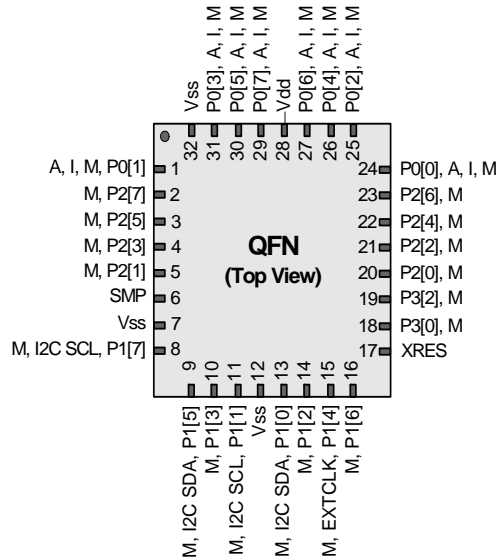 Vss
P0[3], A, I, M
P0[5], A, I, M
P0[7], A, I, M
Vdd
P0[6], A, I, M
P0[4], A, I, M
P0[2], A, I, M
32
31
30
29
28
27
26
25
A, I, M, P0[1]
M, P2[7]
M, P2[5]
M, P2[3]
M, P2[1]
SMP
Vss
M, I2C SCL, P1[7]
1
2
3
4
5
6
7
8
QFN
(Top View)
24
23
22
21
20
19
18
17
P0[0], A, I, M
P2[6], M
P2[4], M
P2[2], M
P2[0], M
P3[2], M
P3[0], M
XRES
9
10
11
12
13
14
15
16
M, I2C SDA, P1[5]
M, P1[3]
M, I2C SCL, P1[1]
Vss
M, I2C SDA, P1[0]
M, P1[2]
M, EXTCLK, P1[4]
M, P1[6]